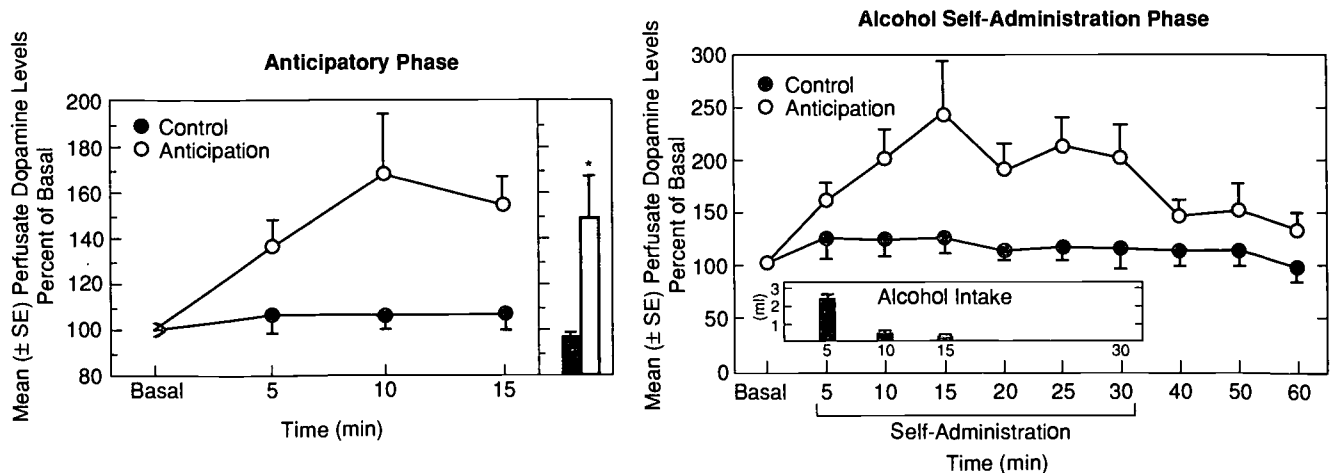 Anticipatory Phase
Mean (± SE) Perfusate Dopamine Levels
Percent of Basal
200
180
160
140
120
100
80
Control
Anticipation
*
Basal
5
10
15
Time (min)
Alcohol Self-Administration Phase
Mean (± SE) Perfusate Dopamine Levels
Percent of Basal
300
250
200
150
100
50
0
Control
Anticipation
Alcohol Intake
(ml)
3
2
1
5
10
15
30
Basal
5
10
15
20
25
30
40
50
60
Self-Administration
Time (min)